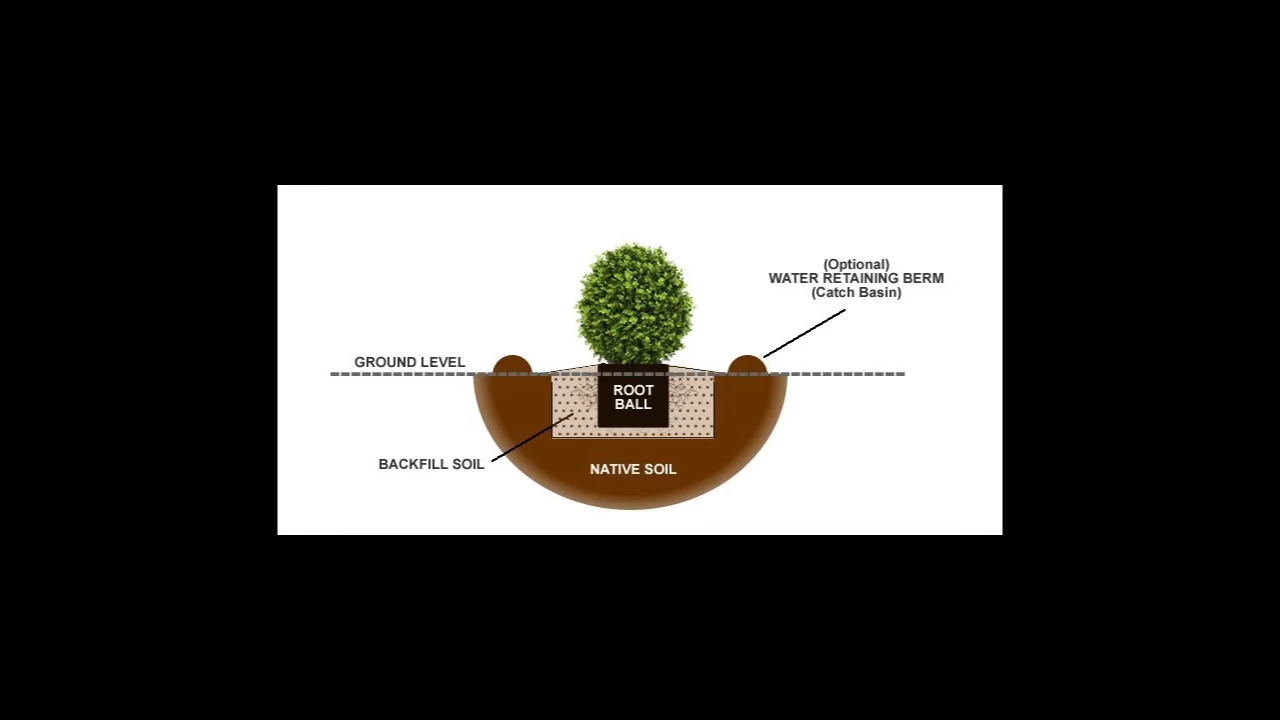 (Optional)
WATER RETAINING BERM
(Catch Basin)
GROUND LEVEL
ROOT
BALL
BACKFILL SOIL
NATIVE SOIL